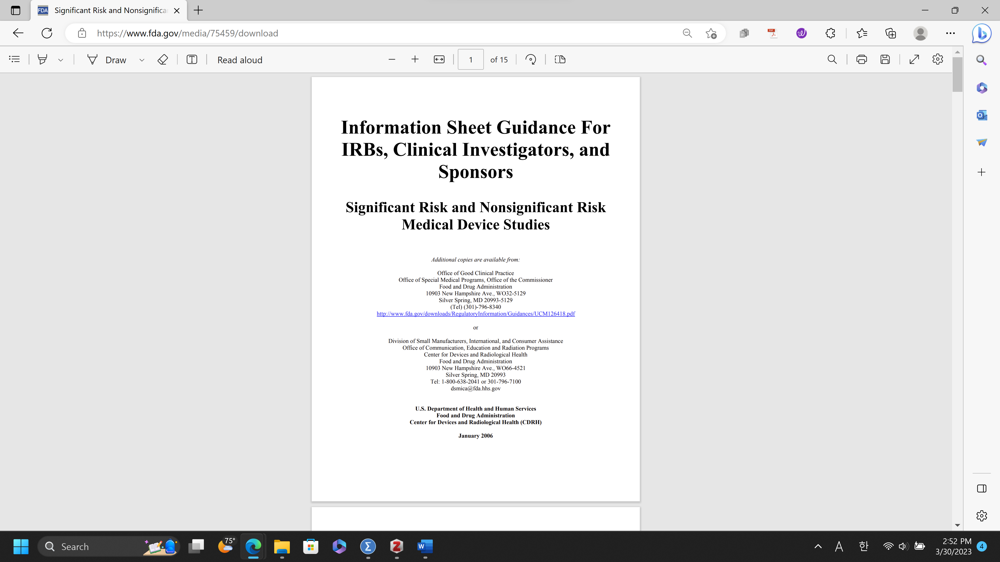 FDA
Significant Risk and Nonsignifica
https://www.fda.gov/media/75459/download
PDF
Draw
Read aloud
1
of 15
Information Sheet Guidance For
IRBs, Clinical Investigators, and
Sponsors
Significant Risk and Nonsignificant Risk
Medical Device Studies
Additional copies are available from:
Office of Good Clinical Practice
Office of Special Medical Programs, Office of the Commissioner
Food and Drug Administration
10903 New Hampshire Ave., WO32-5129
Silver Spring, MD 20993-5129
(Tel) (301)-796-8340
http://www.fda.gov/downloads/RegulatoryInformation/Guidances/UCM126418.pdf
or
Division of Small Manufacturers, International, and Consumer Assistance
Office of Communication, Education and Radiation Programs
Center for Devices and Radiological Health
Food and Drug Administration
10903 New Hampshire Ave., WO66-4521
Silver Spring, MD 20993
Tel: 1-800-638-2041 or 301-796-7100
dsmica@fda.hhs.gov
U.S. Department of Health and Human Services
Food and Drug Administration
Center for Devices and Radiological Health (CDRH)
January 2006
Search
75°
Σ
Z
W
A
한
2:52 PM
3/30/2023
4